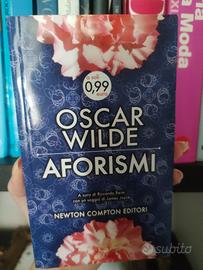 a Moda
a soli
0,99
euro
OSCAR
WILDE
AFORISMI
A cura di Riccardo Reim
con un saggio di James Joyce
NEWTON COMPTON EDITORI
subito